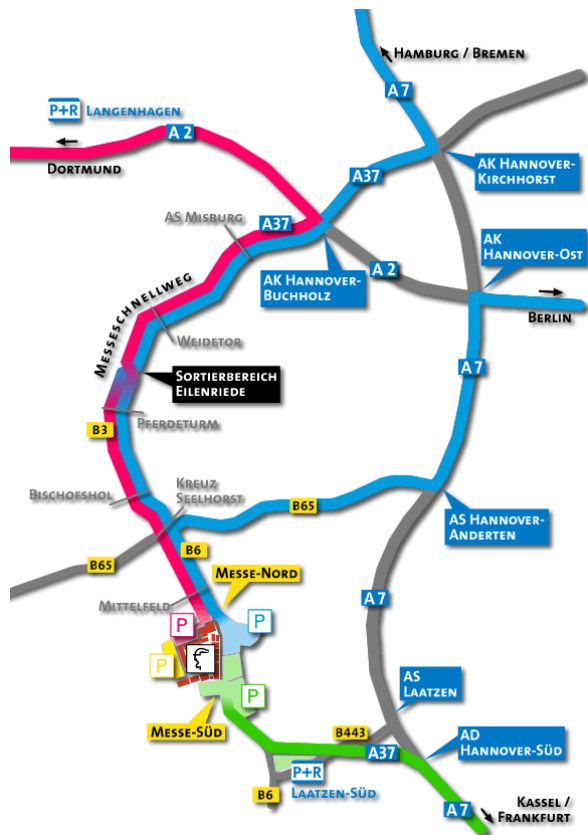 HAMBURG / BREMEN
A 7
P+R LANGENHAGEN
A 2
DORTMUND
AK HANNOVER-
KIRCHHORST
A37
AS MISBURG
A37
AK
HANNOVER-OST
AK HANNOVER-
BUCHHOLZ
A 2
BERLIN
MESSESCHNELLWEG
WEIDETOR
A 7
SORTIERBEREICH
EILENRIEDE
B3
PFERDETURM
BISCHOFSHOL
KREUZ
SEELHORST
B65
AS HANNOVER-
ANDERTEN
B65
B6
MESSE-NORD
MITTELFELD
A 7
P
P
P
P
AS
LAATZEN
MESSE-SÜD
B443
A37
AD
HANNOVER-SÜD
P+R
LAATZEN-SÜD
B6
A 7
KASSEL /
FRANKFURT